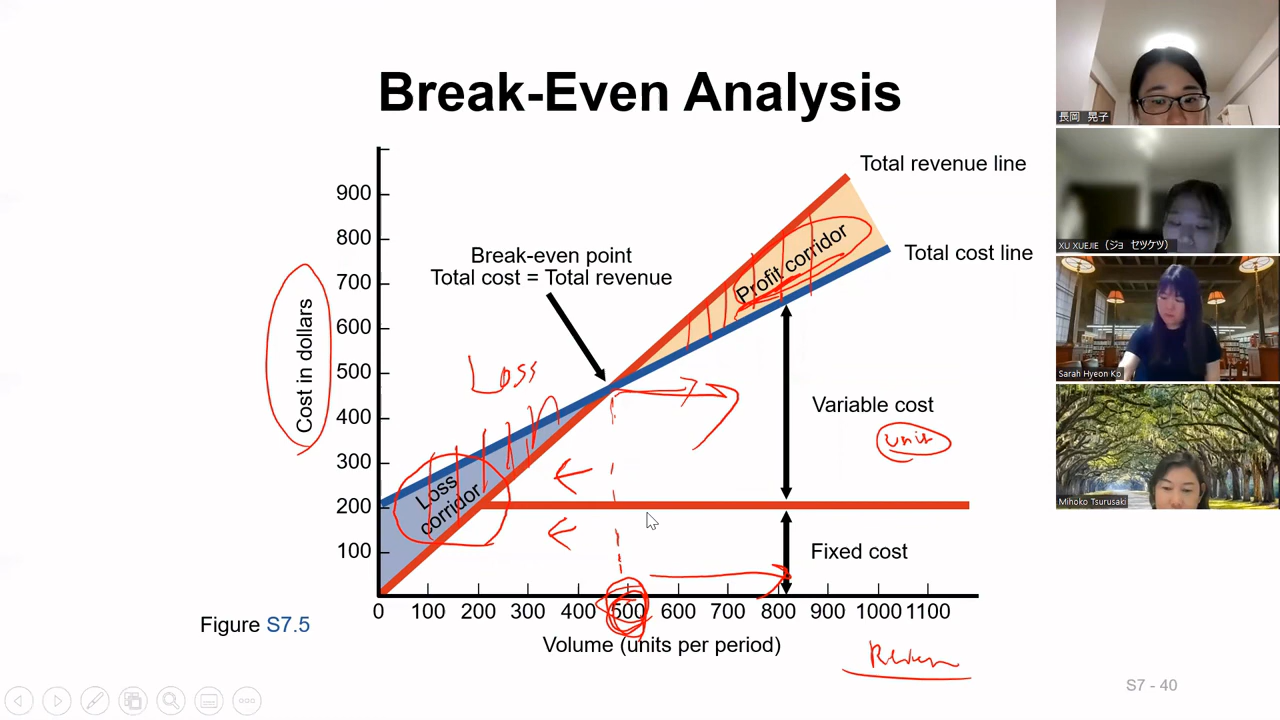 Break-Even Analysis
Total revenue line
Total cost line
Break-even point
Total cost = Total revenue
Profit corridor
Loss
Loss
corridor
Variable cost
unit
Fixed cost
Cost in dollars
900
800
700
600
500
400
300
200
100
0 100 200 300 400 500 600 700 800 900 1000 1100
Volume (units per period)
Figure S7.5
S7 - 40
長岡 晃子
XU XUEJIE (ジョ セツケツ)
Sarah Hyeon Ko
Mihoko Tsurusaki